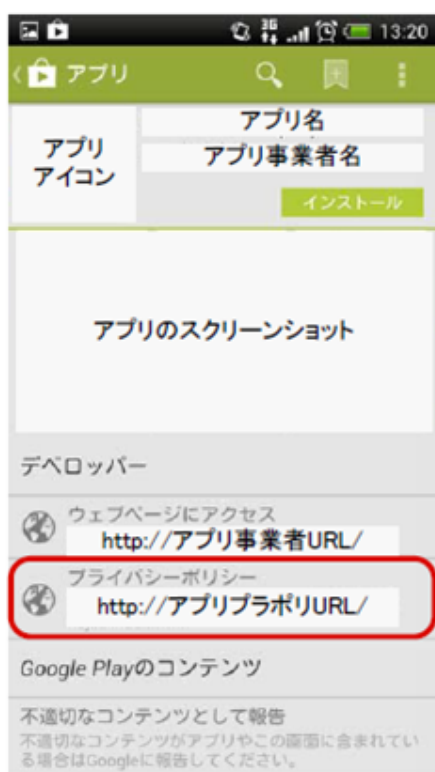 3G 13:20
アプリ
アプリ名
アプリ
アイコン
アプリ事業者名
インストール
アプリのスクリーンショット
デベロッパー
ウェブページにアクセス
http://アプリ事業者URL/
プライバシーポリシー
http://アプリプラポリURL/
Google Playのコンテンツ
不適切なコンテンツとして報告
不適切なコンテンツがアプリやこの画面に含まれてい
る場合はGoogleに報告してください。